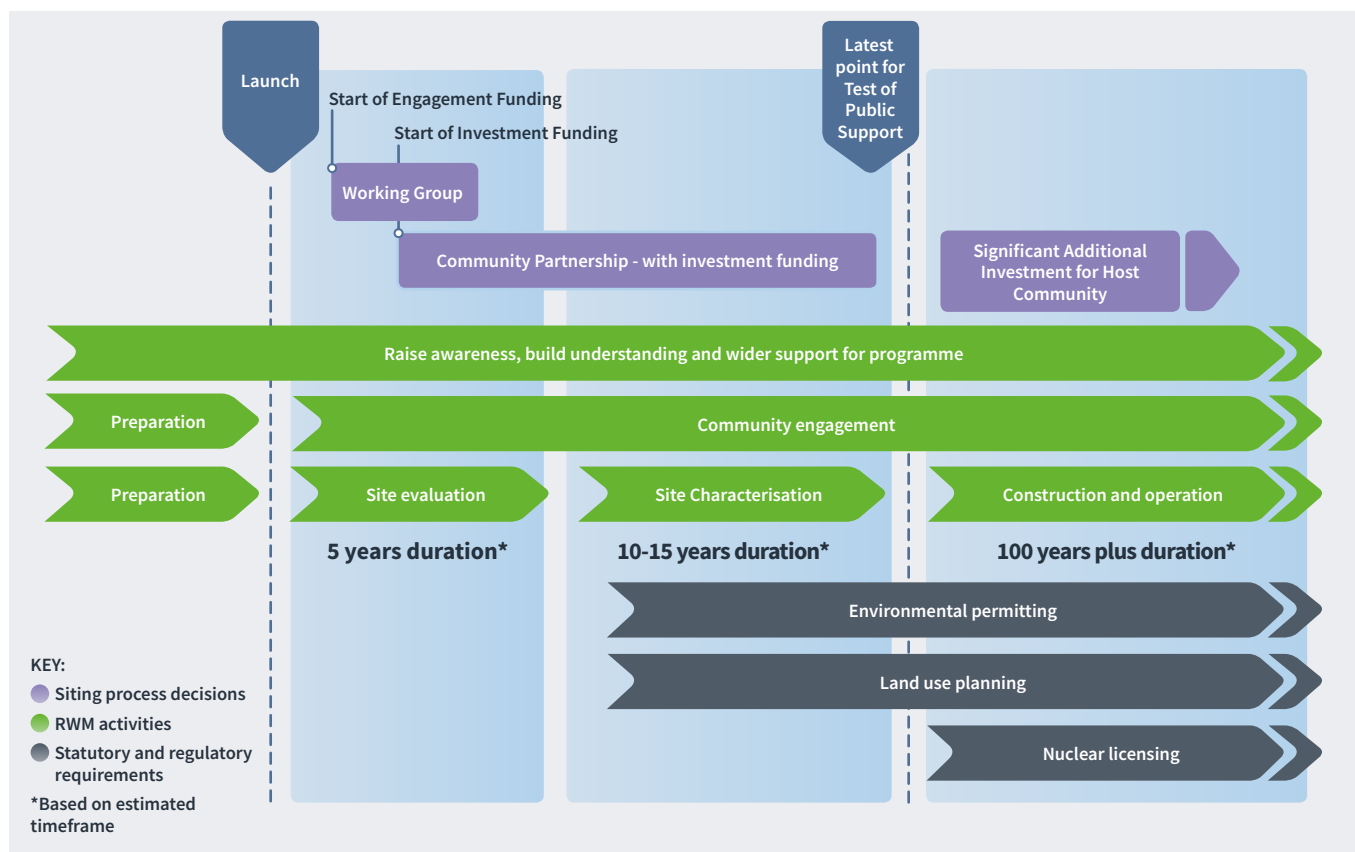 Launch
Latest
point for
Test of
Public
Support
Start of Engagement Funding
Start of Investment Funding
Working Group
Community Partnership - with investment funding
Significant Additional
Investment for Host
Community
Raise awareness, build understanding and wider support for programme
Preparation
Community engagement
Preparation
Site evaluation
Site Characterisation
Construction and operation
5 years duration*
10-15 years duration*
100 years plus duration*
Environmental permitting
Land use planning
Nuclear licensing
KEY:
Siting process decisions
RWM activities
Statutory and regulatory
requirements
*Based on estimated
timeframe